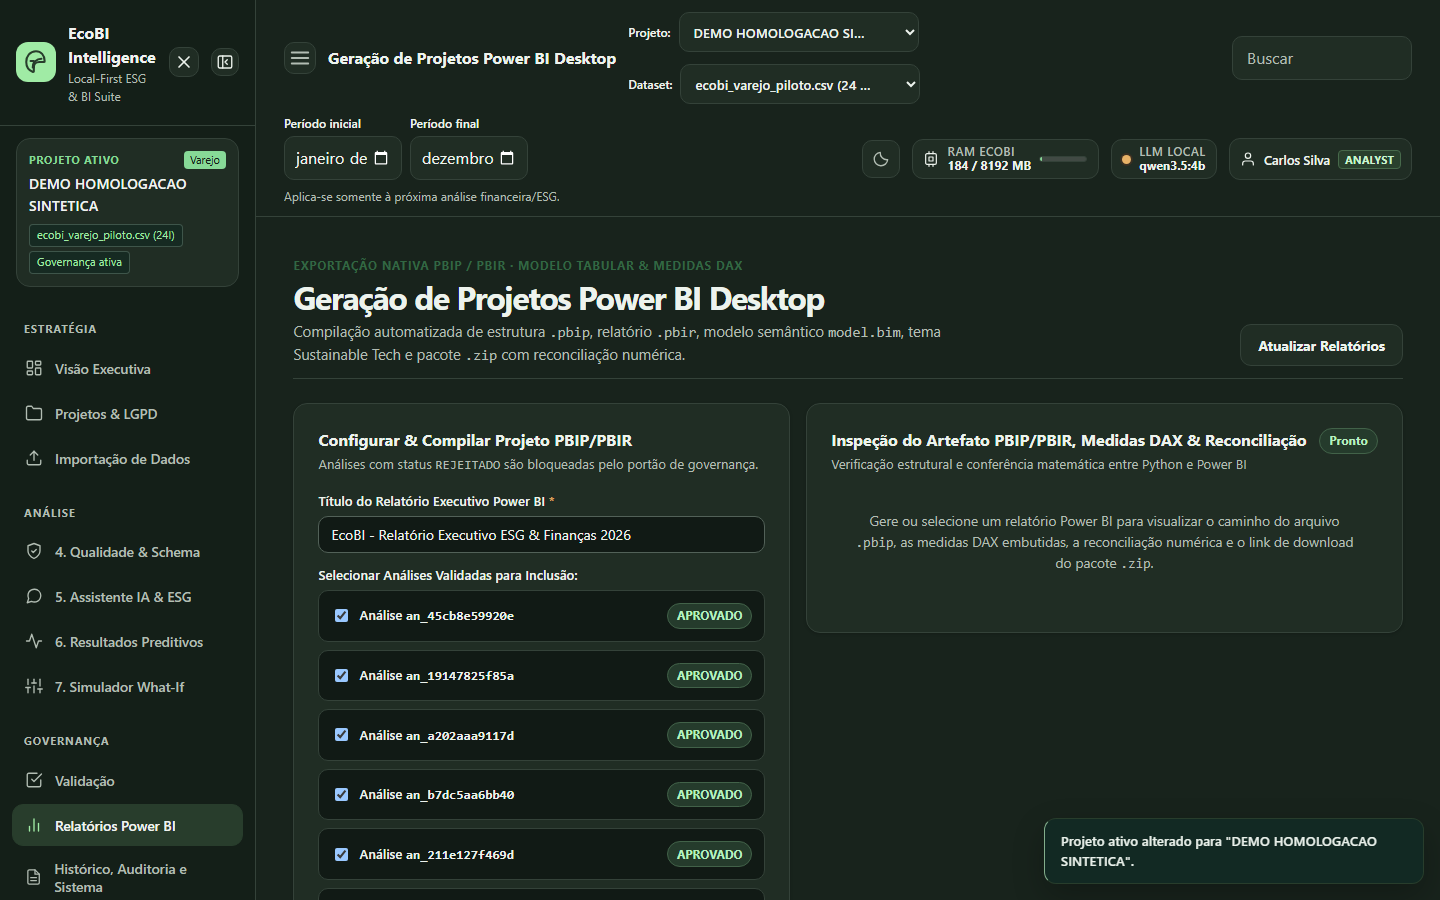 EcoBI
Intelligence
Local-First ESG
& BI Suite
PROJETO ATIVO
Varejo
DEMO HOMOLOGACAO
SINTETICA
ecobi_varejo_piloto.csv (24l)
Governança ativa
ESTRATÉGIA
Visão Executiva
Projetos & LGPD
Importação de Dados
ANÁLISE
4. Qualidade & Schema
5. Assistente IA & ESG
6. Resultados Preditivos
7. Simulador What-If
GOVERNANÇA
Validação
Relatórios Power BI
Histórico, Auditoria e
Sistema
Geração de Projetos Power BI Desktop
Projeto:
DEMO HOMOLOGACAO SI...
Dataset:
ecobi_varejo_piloto.csv (24 ...
Buscar
Período inicial
Período final
janeiro de
dezembro
Aplica-se somente à próxima análise financeira/ESG.
RAM ECOBI
184 / 8192 MB
LLM LOCAL
qwen3.5:4b
Carlos Silva
ANALYST
EXPORTAÇÃO NATIVA PBIP / PBIR · MODELO TABULAR & MEDIDAS DAX
Geração de Projetos Power BI Desktop
Compilação automatizada de estrutura .pbip, relatório .pbir, modelo semântico model.bim, tema
Sustainable Tech e pacote .zip com reconciliação numérica.
Atualizar Relatórios
Configurar & Compilar Projeto PBIP/PBIR
Análises com status REJEITADO são bloqueadas pelo portão de governança.
Título do Relatório Executivo Power BI *
EcoBI - Relatório Executivo ESG & Finanças 2026
Selecionar Análises Validadas para Inclusão:
Análise an_45cb8e59920e
APROVADO
Análise an_19147825f85a
APROVADO
Análise an_a202aaa9117d
APROVADO
Análise an_b7dc5aa6bb40
APROVADO
Análise an_211e127f469d
APROVADO
Inspeção do Artefato PBIP/PBIR, Medidas DAX & Reconciliação
Pronto
Verificação estrutural e conferência matemática entre Python e Power BI
Gere ou selecione um relatório Power BI para visualizar o caminho do arquivo
.pbip, as medidas DAX embutidas, a reconciliação numérica e o link de download
do pacote .zip.
Projeto ativo alterado para "DEMO HOMOLOGACAO
SINTETICA".